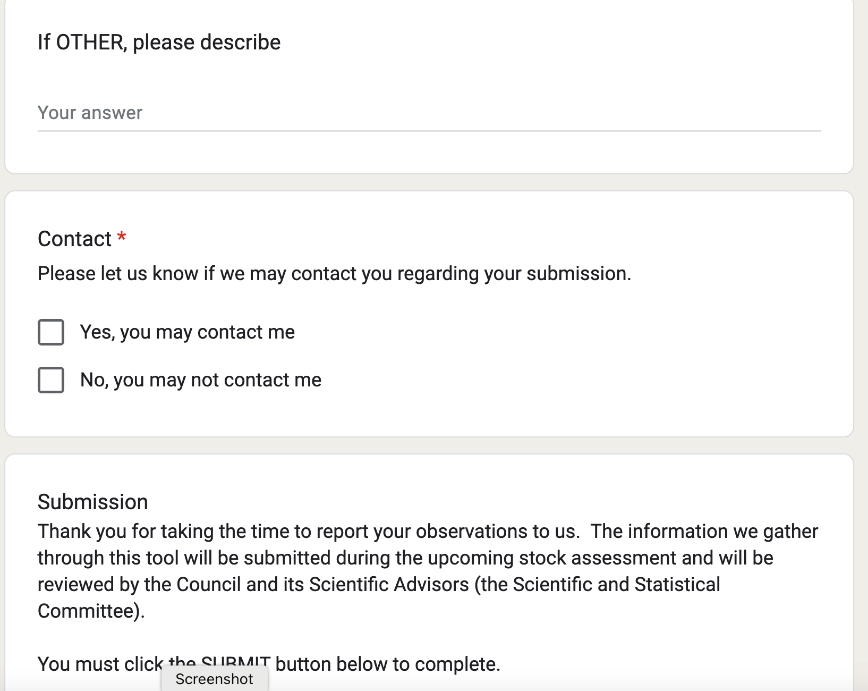 If OTHER, please describe
Your answer
Contact *
Please let us know if we may contact you regarding your submission.
Yes, you may contact me
No, you may not contact me
Submission
Thank you for taking the time to report your observations to us.  The information we gather
through this tool will be submitted during the upcoming stock assessment and will be
reviewed by the Council and its Scientific Advisors (the Scientific and Statistical
Committee).
You must click the SUBMIT button below to complete.
Screenshot